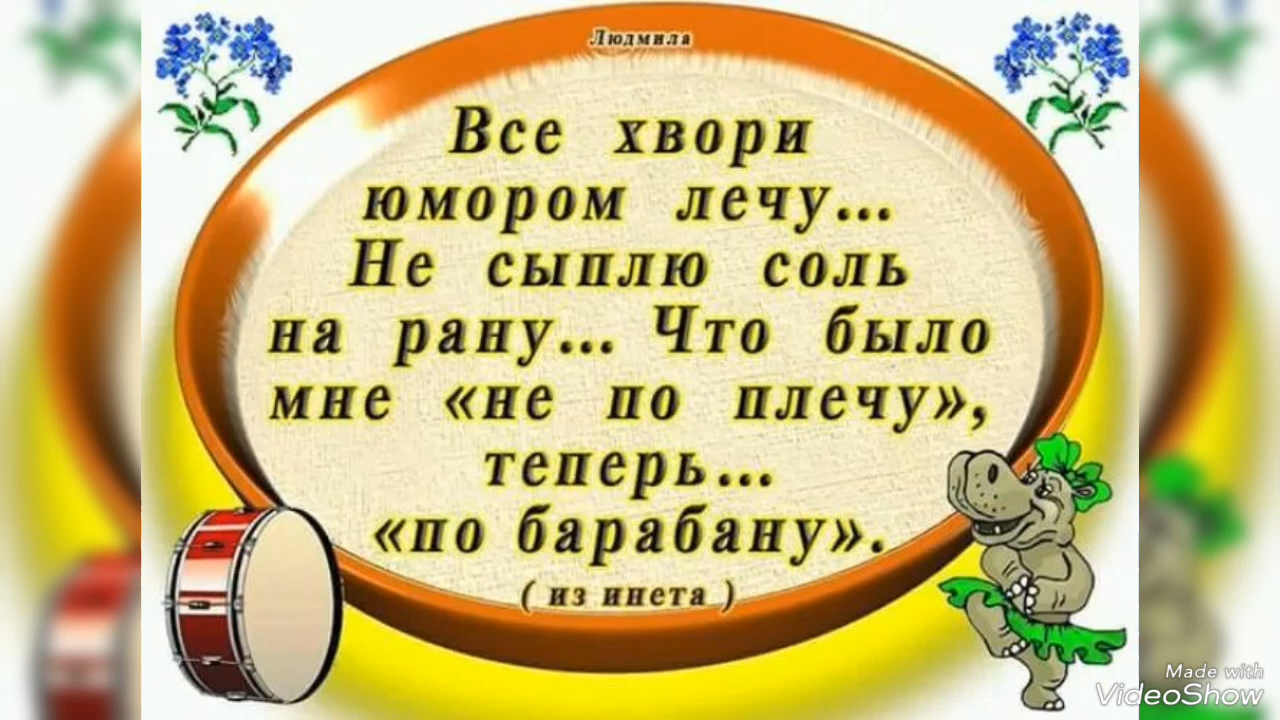 Людмила
Все хвори
юмором лечу...
Не сыплю соль
на рану... Что было
мне «не по плечу»,
теперь...
«по барабану».
( из инета )
Made with
VideoShow